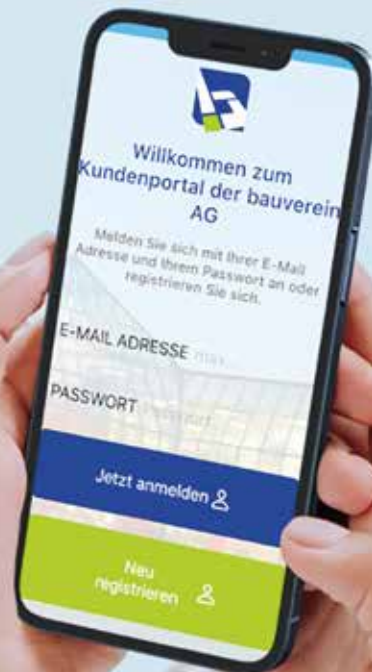 Willkommen zum
Kundenportal der bauverein
AG
Melden Sie sich mit Ihrer E-Mail
Adresse und Ihrem Passwort an oder
registrieren Sie sich.
E-MAIL ADRESSE
PASSWORT
Jetzt anmelden
Neu
registrieren